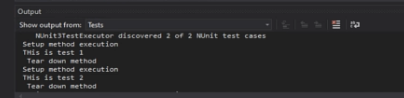 Output
Show output from: Tests
NUnit3TestExecutor discovered 2 of 2 NUnit test cases
Setup method execution
THis is test 1
Tear down method
Setup method execution
THis is test 2
Tear down method